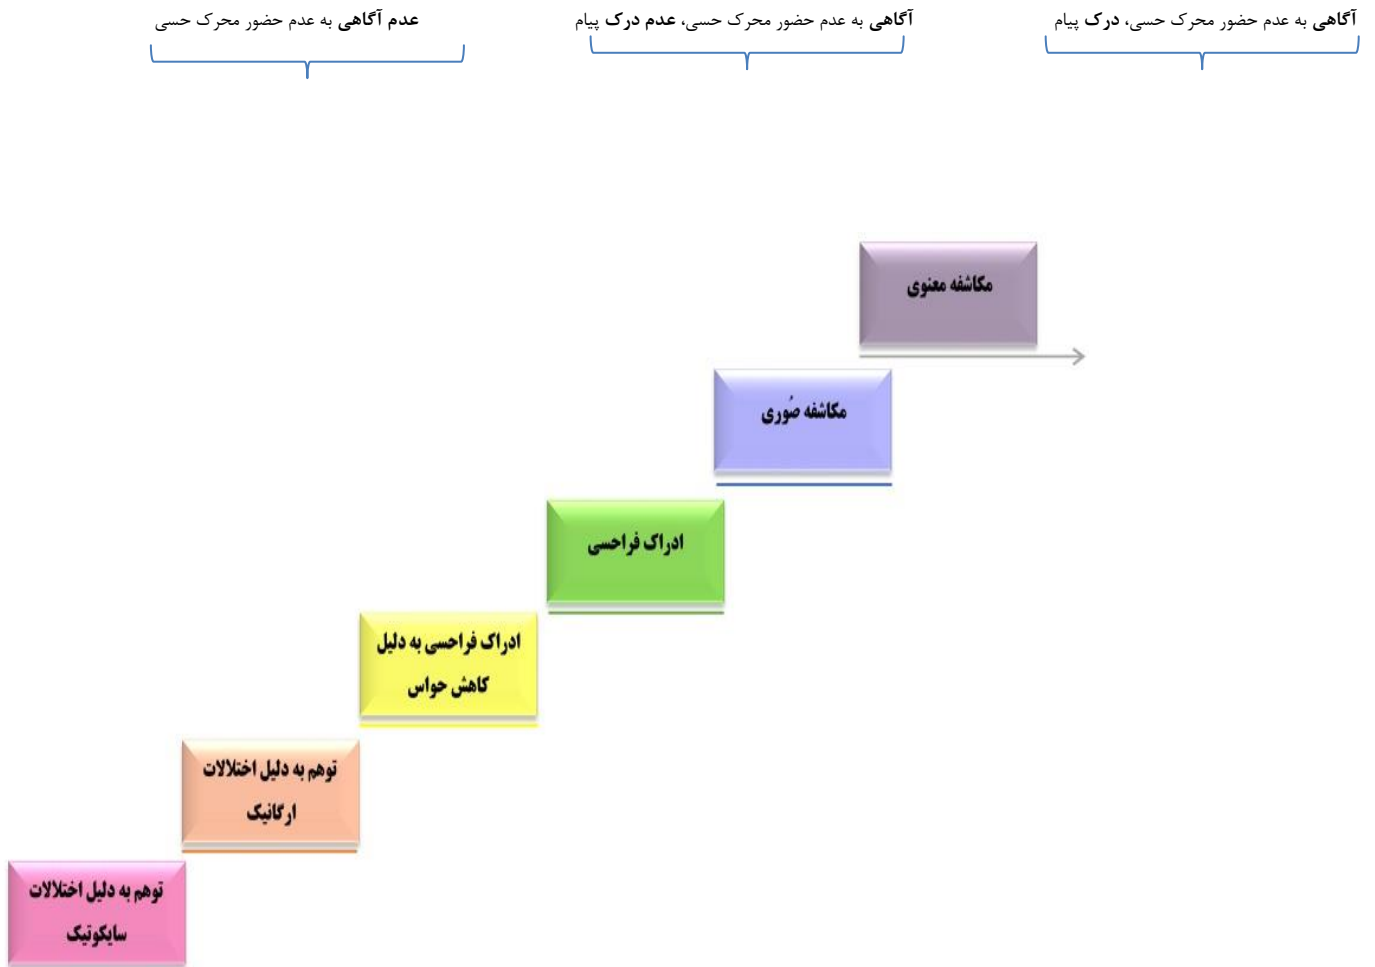 آگاهی به عدم حضور محرک حسی، درک پیام
آگاهی به عدم حضور محرک حسی، عدم درک پیام
عدم آگاهی به عدم حضور محرک حسی
مکاشفه معنوی
مکاشفه صُوری
ادراک فراحسی
ادراک فراحسی به دلیل
کاهش حواس
توهم به دلیل اختلالات
ارگانیک
توهم به دلیل اختلالات
سایکوتیک